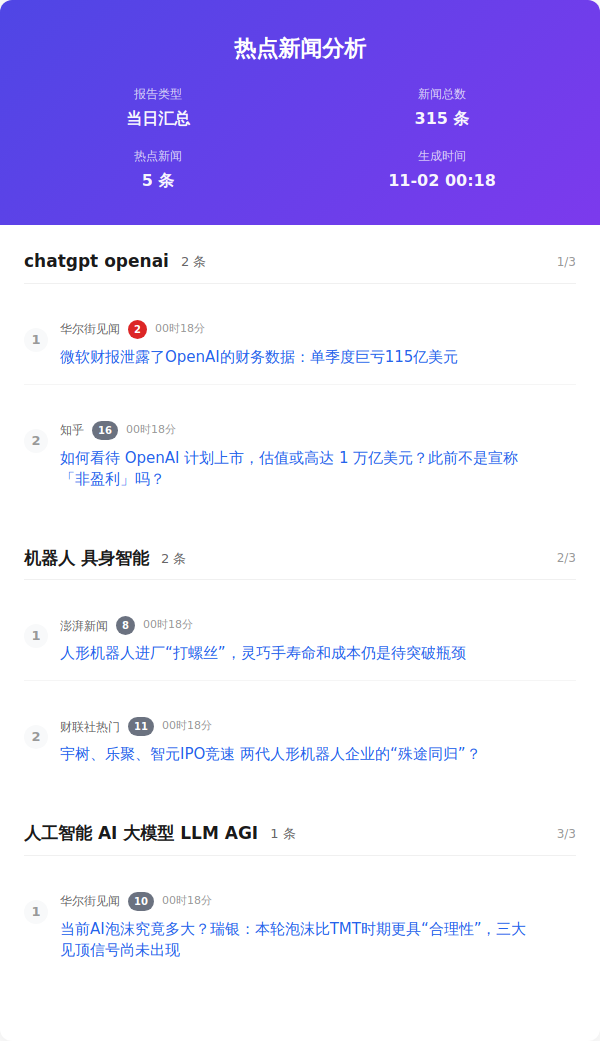 热点新闻分析
报告类型
当日汇总
新闻总数
315 条
热点新闻
5 条
生成时间
11-02 00:18
chatgpt openai 2 条 1/3
1
华尔街见闻 2 00时18分
微软财报泄露了OpenAI的财务数据：单季度巨亏115亿美元
2
知乎 16 00时18分
如何看待 OpenAI 计划上市，估值或高达 1 万亿美元？此前不是宣称
「非盈利」吗？
机器人 具身智能 2 条 2/3
1
澎湃新闻 8 00时18分
人形机器人进厂“打螺丝”，灵巧手寿命和成本仍是待突破瓶颈
2
财联社热门 11 00时18分
宇树、乐聚、智元IPO竞速 两代人形机器人企业的“殊途同归”？
人工智能 AI 大模型 LLM AGI 1 条 3/3
1
华尔街见闻 10 00时18分
当前AI泡沫究竟多大？瑞银：本轮泡沫比TMT时期更具“合理性”，三大
见顶信号尚未出现